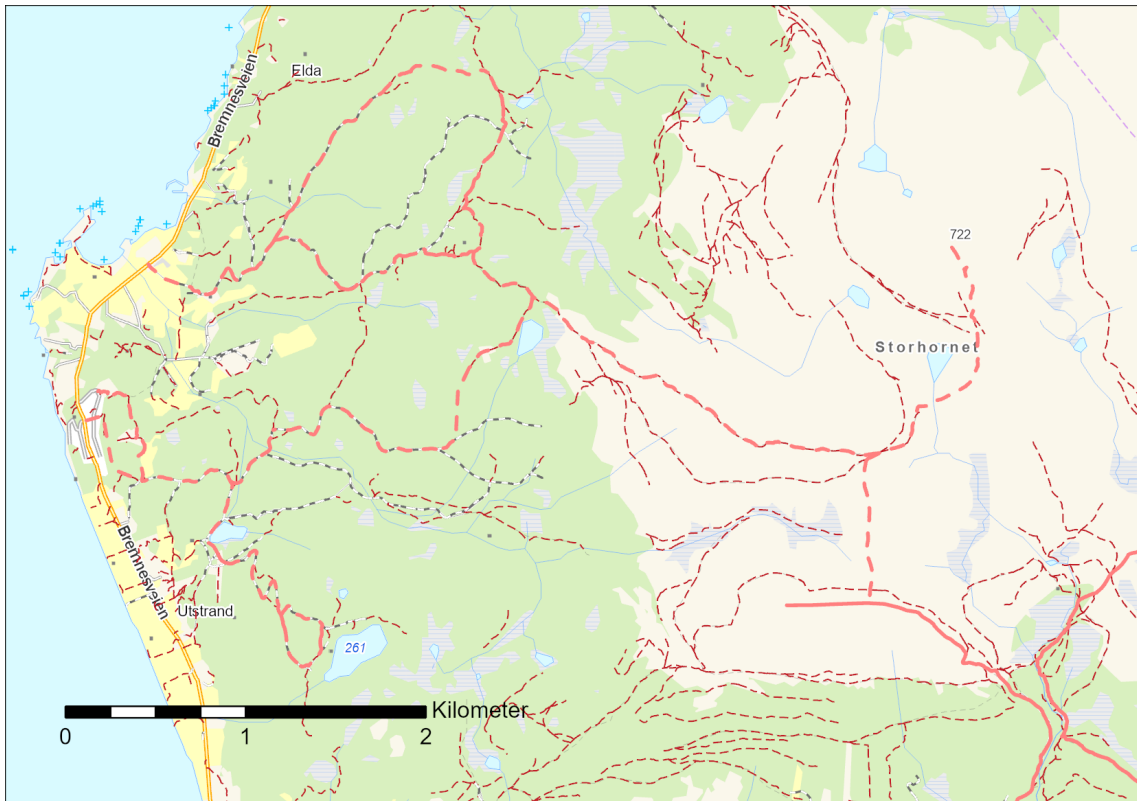 Elda
Bremnesveien
722
Storhornet
Bremnesveien
Utstrand
261
Kilometer
0 1 2